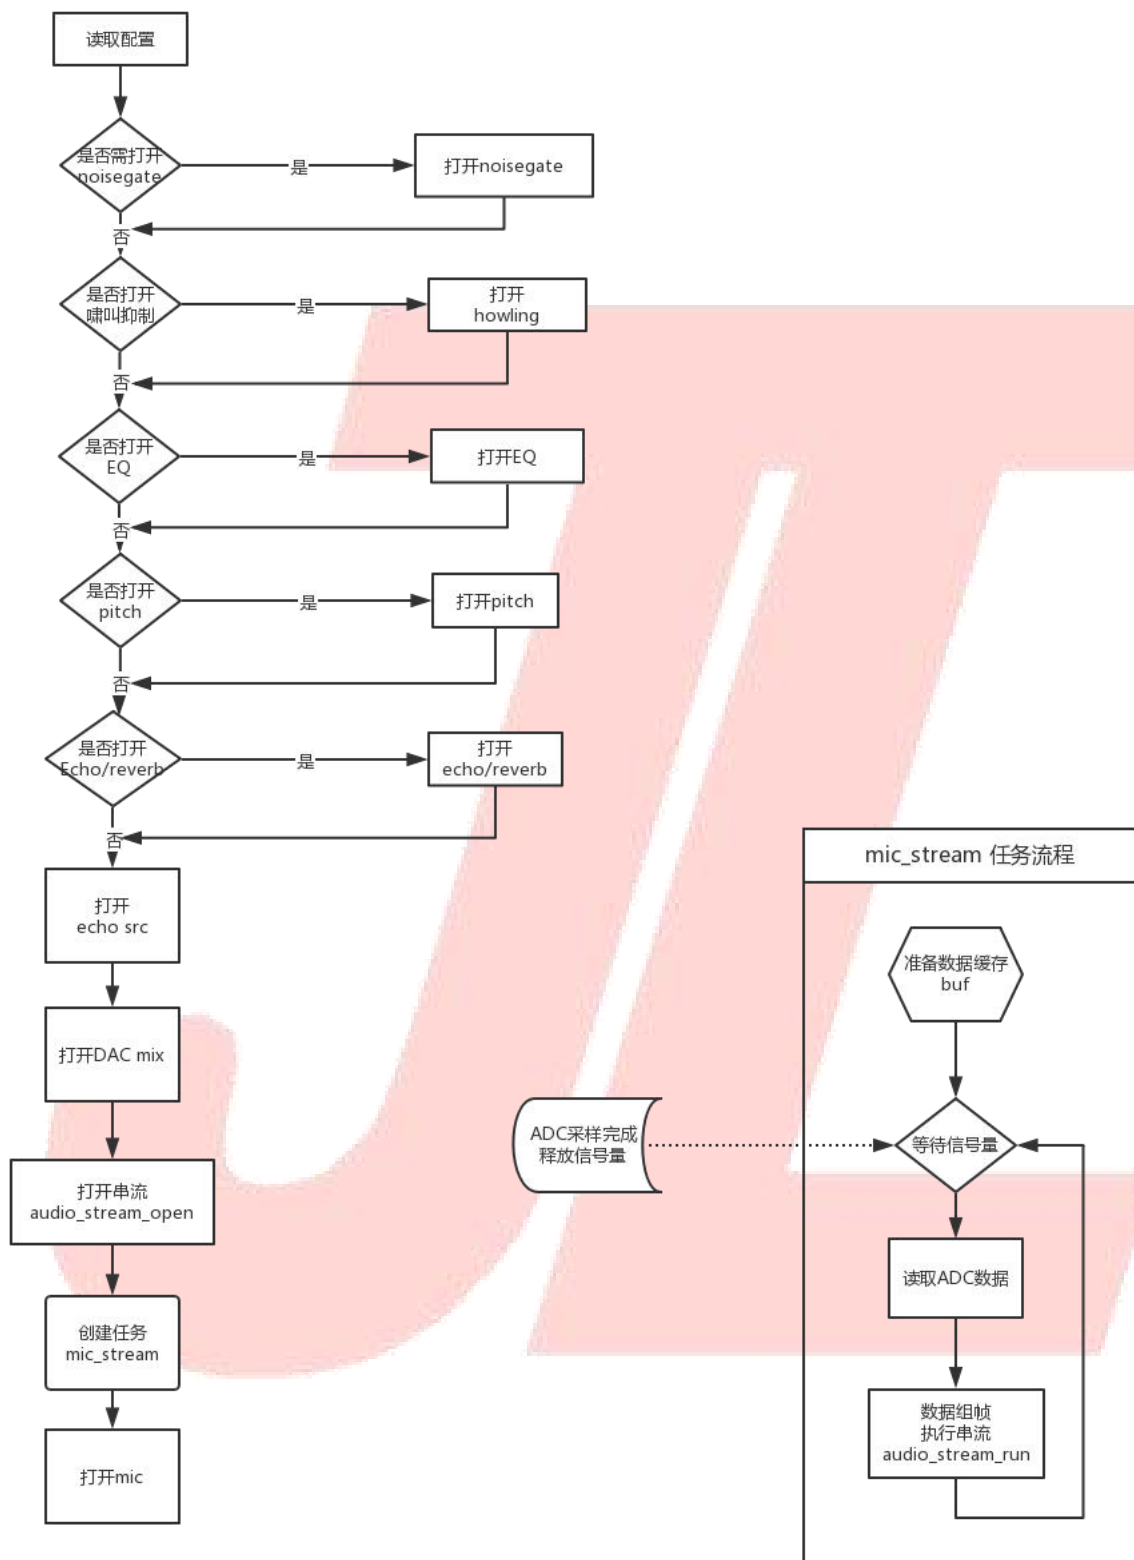 读取配置
是否需打开
noisegate
是
打开noisegate
否
是否打开
啸叫抑制
是
打开
howling
否
是否打开
EQ
是
打开EQ
否
是否打开
pitch
是
打开pitch
否
是否打开
Echo/reverb
是
打开
echo/reverb
否
打开
echo src
打开DAC mix
打开串流
audio_stream_open
创建任务
mic_stream
打开mic
mic_stream 任务流程
准备数据缓存
buf
ADC采样完成
释放信号量
等待信号量
读取ADC数据
数据组帧
执行串流
audio_stream_run